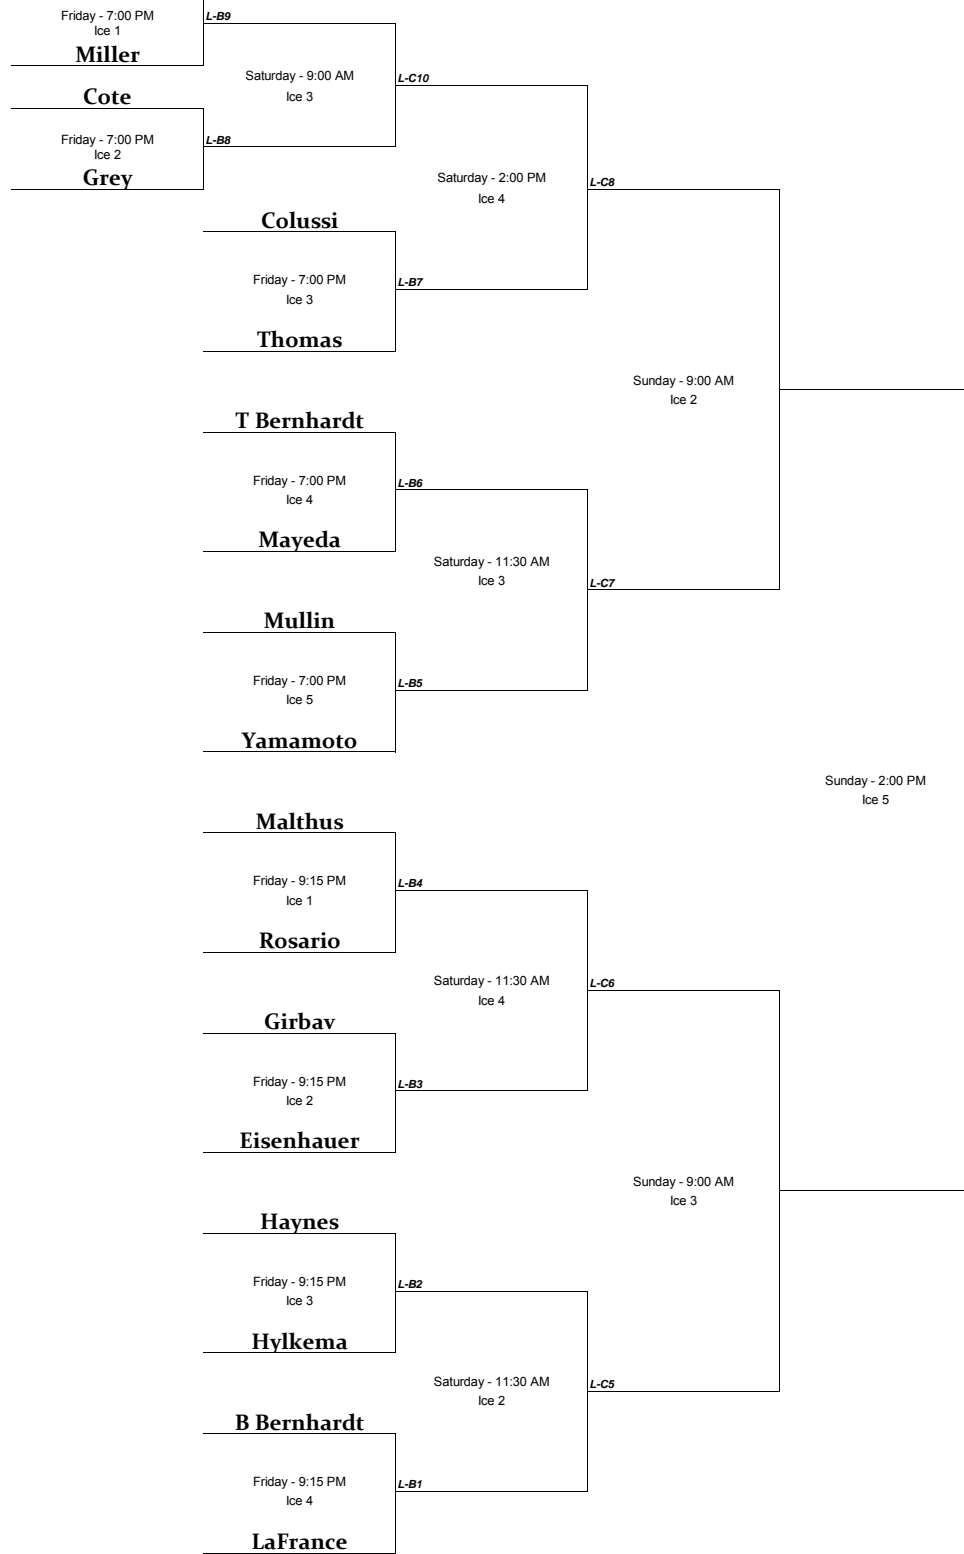 Friday - 7:00 PM
Ice 1
L-B9
Miller
Saturday - 9:00 AM
Ice 3
L-C10
Cote
Friday - 7:00 PM
Ice 2
L-B8
Grey
Saturday - 2:00 PM
Ice 4
L-C8
Colussi
Friday - 7:00 PM
Ice 3
L-B7
Thomas
Sunday - 9:00 AM
Ice 2
T Bernhardt
Friday - 7:00 PM
Ice 4
L-B6
Mayeda
Saturday - 11:30 AM
Ice 3
L-C7
Mullin
Friday - 7:00 PM
Ice 5
L-B5
Yamamoto
Sunday - 2:00 PM
Ice 5
Malthus
Friday - 9:15 PM
Ice 1
L-B4
Rosario
Saturday - 11:30 AM
Ice 4
L-C6
Girbav
Friday - 9:15 PM
Ice 2
L-B3
Eisenhauer
Sunday - 9:00 AM
Ice 3
Haynes
Friday - 9:15 PM
Ice 3
L-B2
Hylkema
Saturday - 11:30 AM
Ice 2
L-C5
B Bernhardt
Friday - 9:15 PM
Ice 4
L-B1
LaFrance